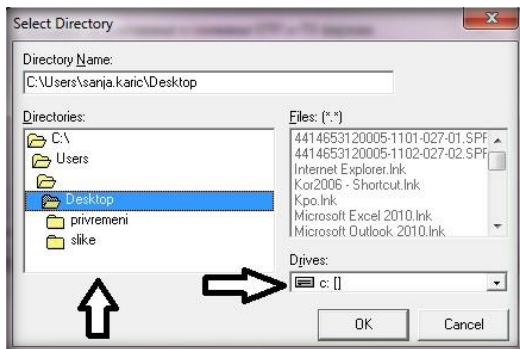 Select Directory
Directory Name:
C:\Users\sanja.karic\Desktop
Directories:
C:\
Users
Desktop
privremeni
slike
Files: (*.*)
4414653120005-1101-027-01.SPF
4414653120005-1102-027-02.SPF
Internet Explorer.lnk
Kor2006 - Shortcut.lnk
Kpo.lnk
Microsoft Excel 2010.lnk
Microsoft Outlook 2010.lnk
Drives:
c: []
OK
Cancel